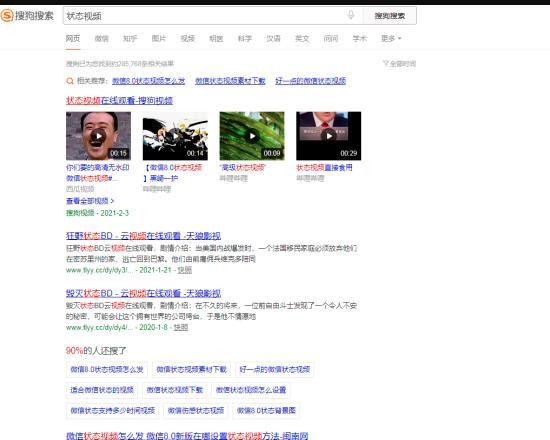 搜狗搜索
状态视频
搜狗搜索
网页 微信 知乎 图片 视频 明医 科学 汉语 英文 问问 学术 更多
搜狗已为您找到约285,768条相关结果
全部时间
相关推荐: 微信8.0状态视频怎么发 微信状态视频素材下载 好一点的微信状态视频
状态视频在线观看-搜狗视频
00:15 00:14 00:09 00:29
你们要的高清无水印 【微信8.0状态视频 "高级状态视频" 状态视频直接食用
微信状态视频#... 】黑崎一护 哔哩哔哩 哔哩哔哩
西瓜视频 哔哩哔哩
查看全部视频 >
搜狗视频 - 2021-2-3
狂野状态BD - 云视频在线观看 -天狼影视
狂野状态BD云视频在线观看，剧情介绍：当美国内战爆发时，一个法国移民家庭必须放弃他们
在密苏里州的家，逃亡回到巴黎。他们由前雇佣兵维克多陪同
www.tlyy.cc/dy/dy3/... - 2021-1-21 - 快照
毁灭状态BD - 云视频在线观看 -天狼影视
毁灭状态BD云视频在线观看，剧情介绍：在不久的将来，一位前自由斗士发现了一个令人不安
的秘密，可能会让这个拥有世界的公司垮台，于是他不情愿地
www.tlyy.cc/dy/dy4/... - 2020-1-8 - 快照
90%的人还搜了
微信8.0状态视频怎么发 微信状态视频素材下载 好一点的微信状态视频
适合微信状态的视频 微信状态视频下载 微信状态视频怎么设置
微信状态支持多少时间视频 微信伤感状态视频 微信8.0状态背景图
微信状态视频怎么发 微信8.0新版在哪设置状态视频方法-闽南网